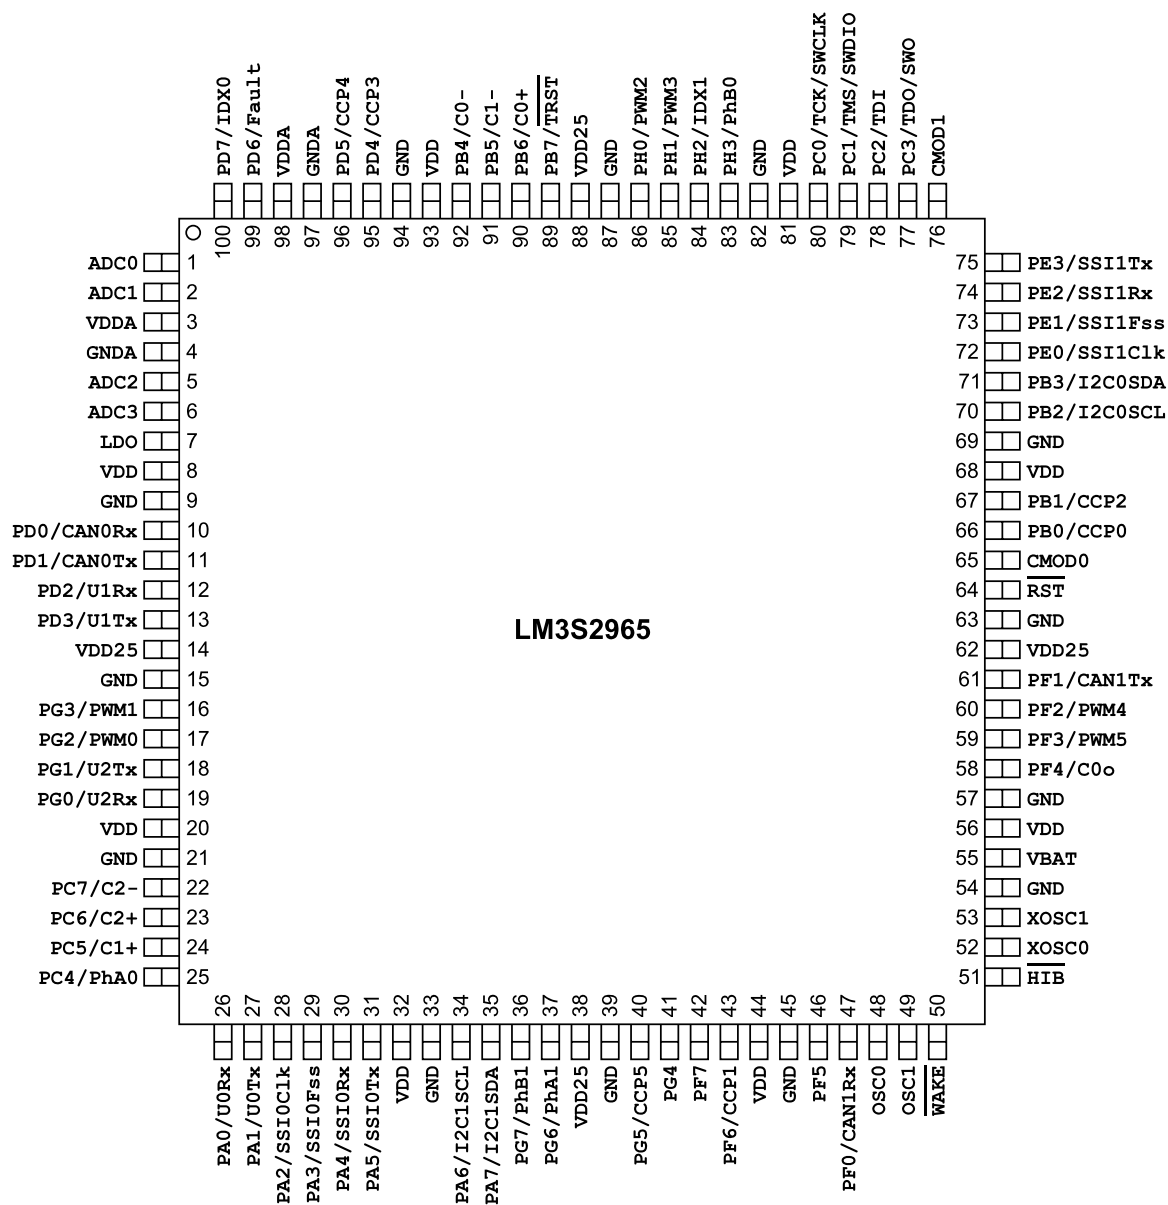 PD7/IDX0
PD6/Fault
VDDA
GNDA
PD5/CCP4
PD4/CCP3
GND
VDD
PB4/C0-
PB5/C1-
PB6/C0+
PB7/TRST
VDD25
GND
PH0/PWM2
PH1/PWM3
PH2/IDX1
PH3/PhB0
GND
VDD
PC0/TCK/SWCLK
PC1/TMS/SWDIO
PC2/TDI
PC3/TDO/SWO
CMOD1
100
99
98
97
96
95
94
93
92
91
90
89
88
87
86
85
84
83
82
81
80
79
78
77
76
ADC0 1
ADC1 2
VDDA 3
GNDA 4
ADC2 5
ADC3 6
LDO 7
VDD 8
GND 9
PD0/CAN0Rx 10
PD1/CAN0Tx 11
PD2/U1Rx 12
PD3/U1Tx 13
VDD25 14
GND 15
PG3/PWM1 16
PG2/PWM0 17
PG1/U2Tx 18
PG0/U2Rx 19
VDD 20
GND 21
PC7/C2- 22
PC6/C2+ 23
PC5/C1+ 24
PC4/PhA0 25
LM3S2965
75 PE3/SSI1Tx
74 PE2/SSI1Rx
73 PE1/SSI1Fss
72 PE0/SSI1Clk
71 PB3/I2C0SDA
70 PB2/I2C0SCL
69 GND
68 VDD
67 PB1/CCP2
66 PB0/CCP0
65 CMOD0
64 RST
63 GND
62 VDD25
61 PF1/CAN1Tx
60 PF2/PWM4
59 PF3/PWM5
58 PF4/C0o
57 GND
56 VDD
55 VBAT
54 GND
53 XOSC1
52 XOSC0
51 HIB
26
27
28
29
30
31
32
33
34
35
36
37
38
39
40
41
42
43
44
45
46
47
48
49
50
PA0/U0Rx
PA1/U0Tx
PA2/SSI0Clk
PA3/SSI0Fss
PA4/SSI0Rx
PA5/SSI0Tx
VDD
GND
PA6/I2C1SCL
PA7/I2C1SDA
PG7/PhB1
PG6/PhA1
VDD25
GND
PG5/CCP5
PG4
PF7
PF6/CCP1
VDD
GND
PF5
PF0/CAN1Rx
OSC0
OSC1
WAKE